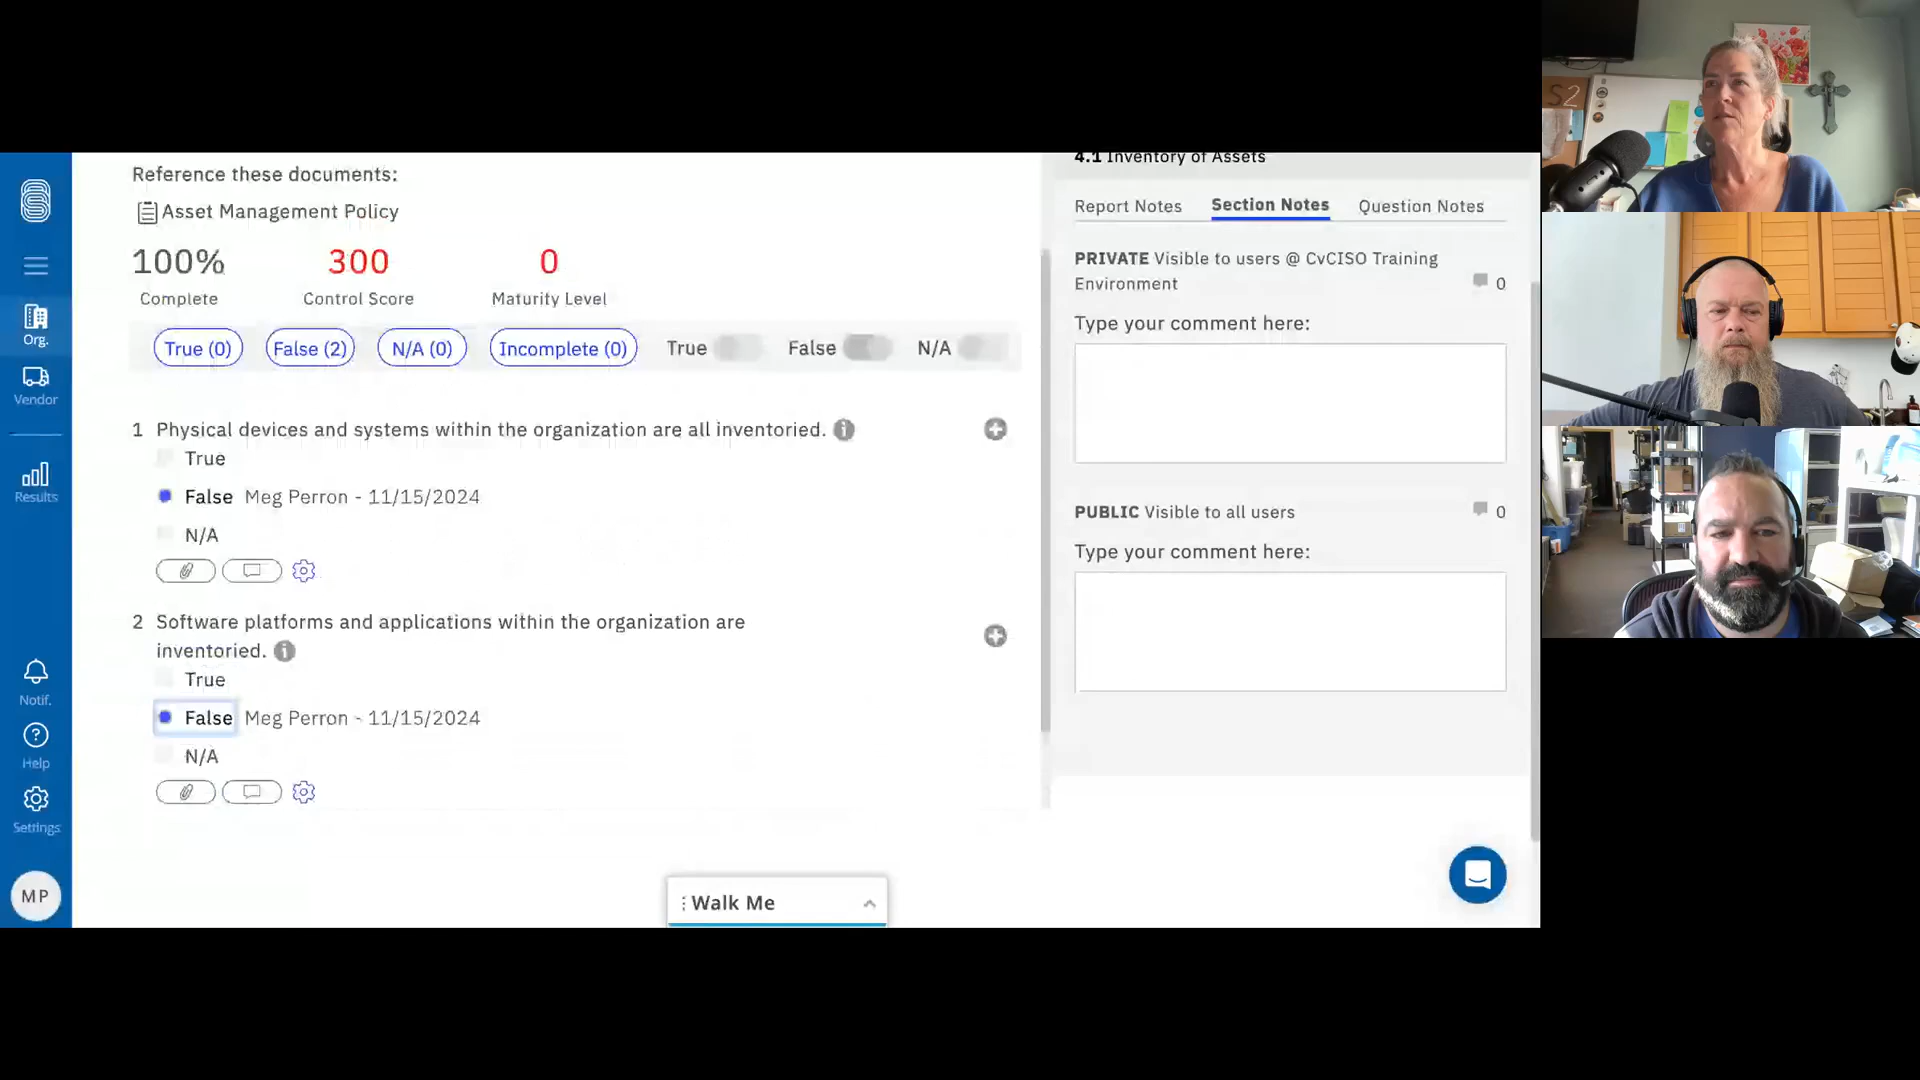 Reference these documents:
Asset Management Policy
100%
300
0
Complete
Control Score
Maturity Level
True (0)
False (2)
N/A (0)
Incomplete (0)
True
False
N/A
1 Physical devices and systems within the organization are all inventoried.
True
False Meg Perron - 11/15/2024
N/A
2 Software platforms and applications within the organization are
inventoried.
True
False Meg Perron - 11/15/2024
N/A
Walk Me
4.1 Inventory of Assets
Report Notes
Section Notes
Question Notes
PRIVATE Visible to users @ CvCISO Training
Environment
0
Type your comment here:
PUBLIC Visible to all users
0
Type your comment here:
Org.
Vendor
Results
Notif.
Help
Settings
MP
S2